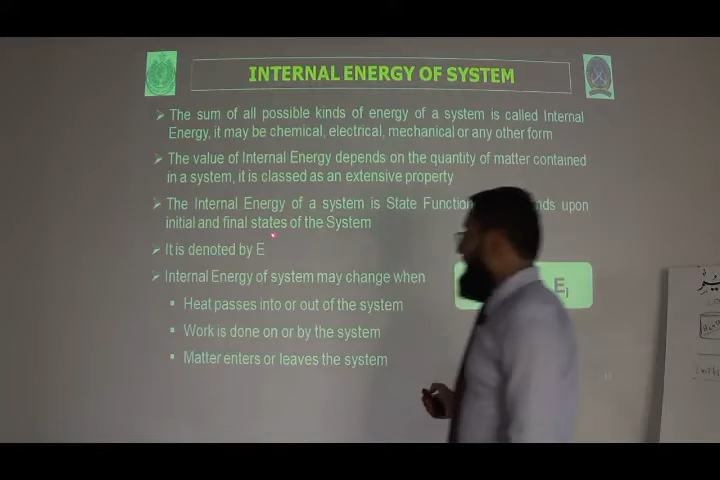 INTERNAL ENERGY OF SYSTEM
➢ The sum of all possible kinds of energy of a system is called Internal
Energy, it may be chemical, electrical, mechanical or any other form
➢ The value of Internal Energy depends on the quantity of matter contained
in a system, it is classed as an extensive property
➢ The Internal Energy of a system is State Function upon
initial and final states of the System
➢ It is denoted by E
Ei
➢ Internal Energy of system may change when
▪ Heat passes into or out of the system
▪ Work is done on or by the system
▪ Matter enters or leaves the system